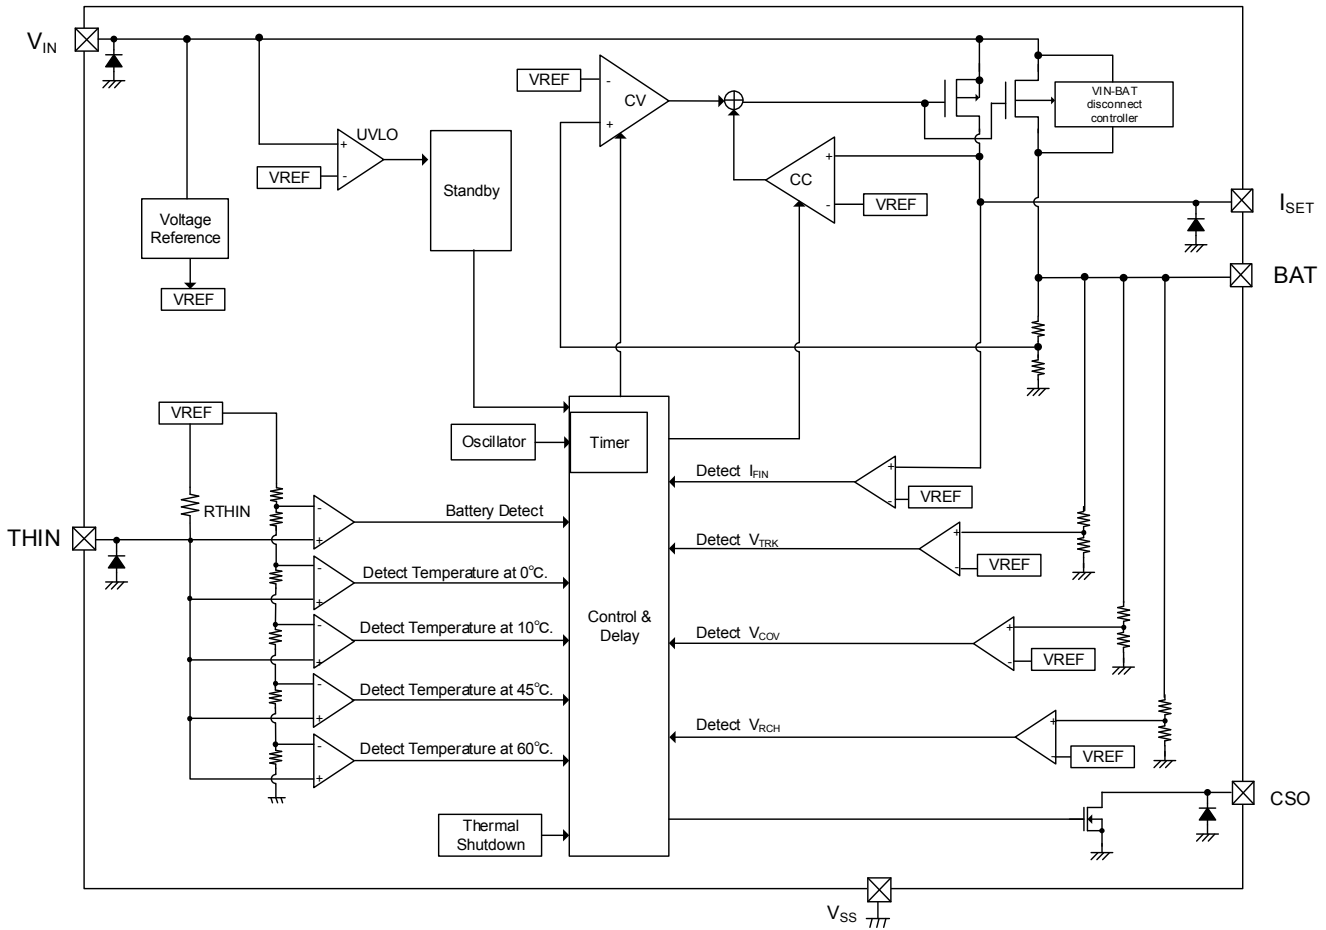 VIN
VREF
-
CV
+
VIN-BAT
disconnect
controller
UVLO
+
-
VREF
Standby
+
CC
-
VREF
ISET
Voltage
Reference
VREF
BAT
VREF
Oscillator
Timer
RTHIN
THIN
-
+
Battery Detect
-
+
Detect Temperature at 0°C.
-
+
Detect Temperature at 10°C.
-
+
Detect Temperature at 45°C.
-
+
Detect Temperature at 60°C.
Control &
Delay
Detect IFIN
+
-
VREF
Detect VTRK
+
-
VREF
Detect VCOV
+
-
VREF
Detect VRCH
+
-
VREF
Thermal
Shutdown
CSO
VSS